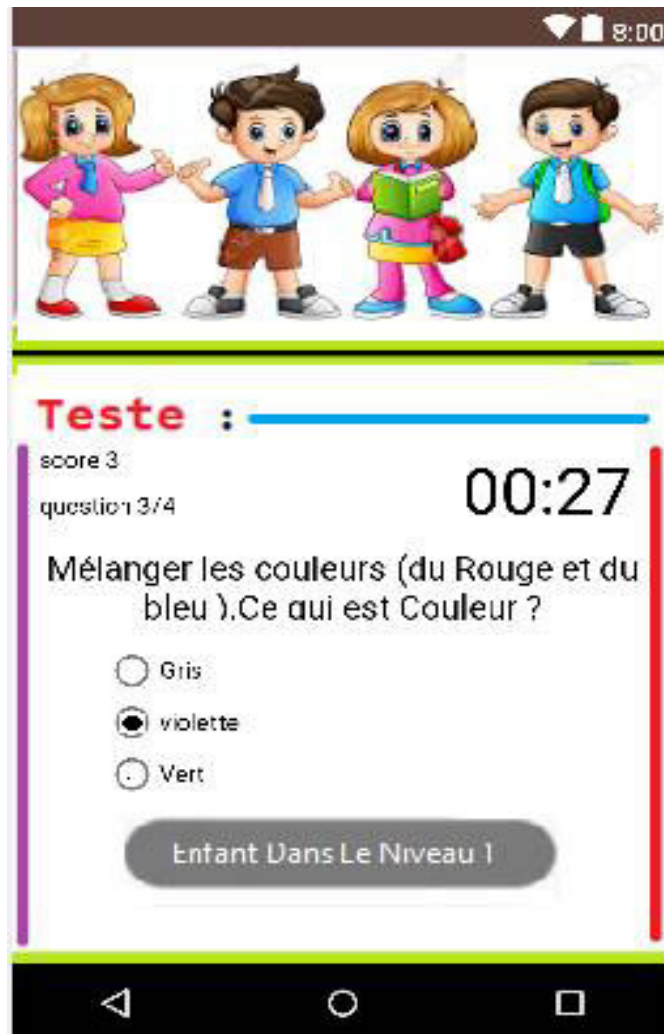 8:00
Teste :
score 3
00:27
question 3/4
Mélanger les couleurs (du Rouge et du
bleu ).Ce qui est Couleur ?
Gris
violette
Vert
Enfant Dans Le Niveau 1